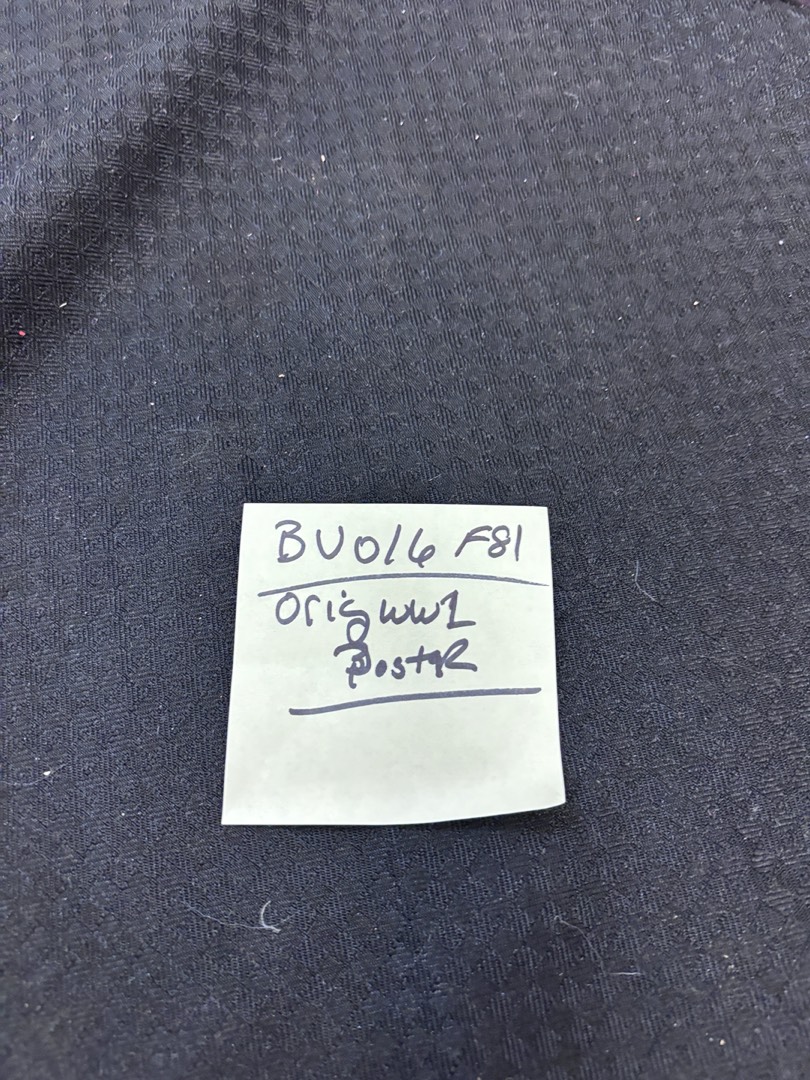 BU016 F81
Orig WW1
Poster